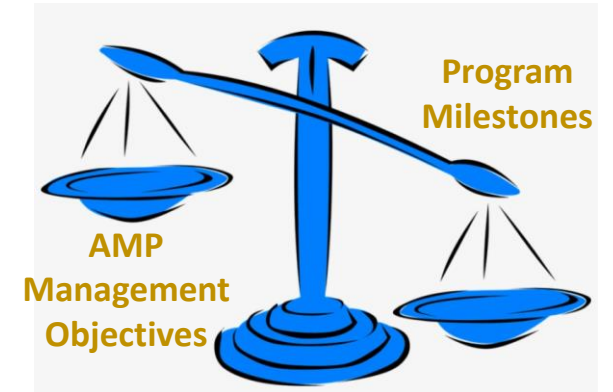 Program
Milestones
AMP
Management
Objectives